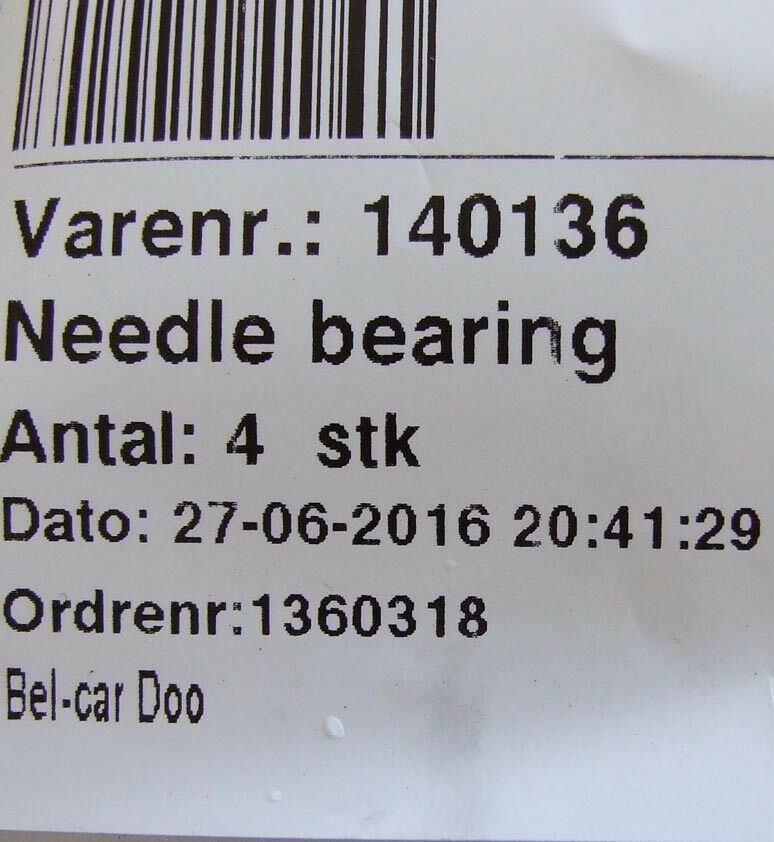 Varenr.: 140136
Needle bearing
Antal: 4 stk
Dato: 27-06-2016 20:41:29
Ordrenr:1360318
Bel-car Doo